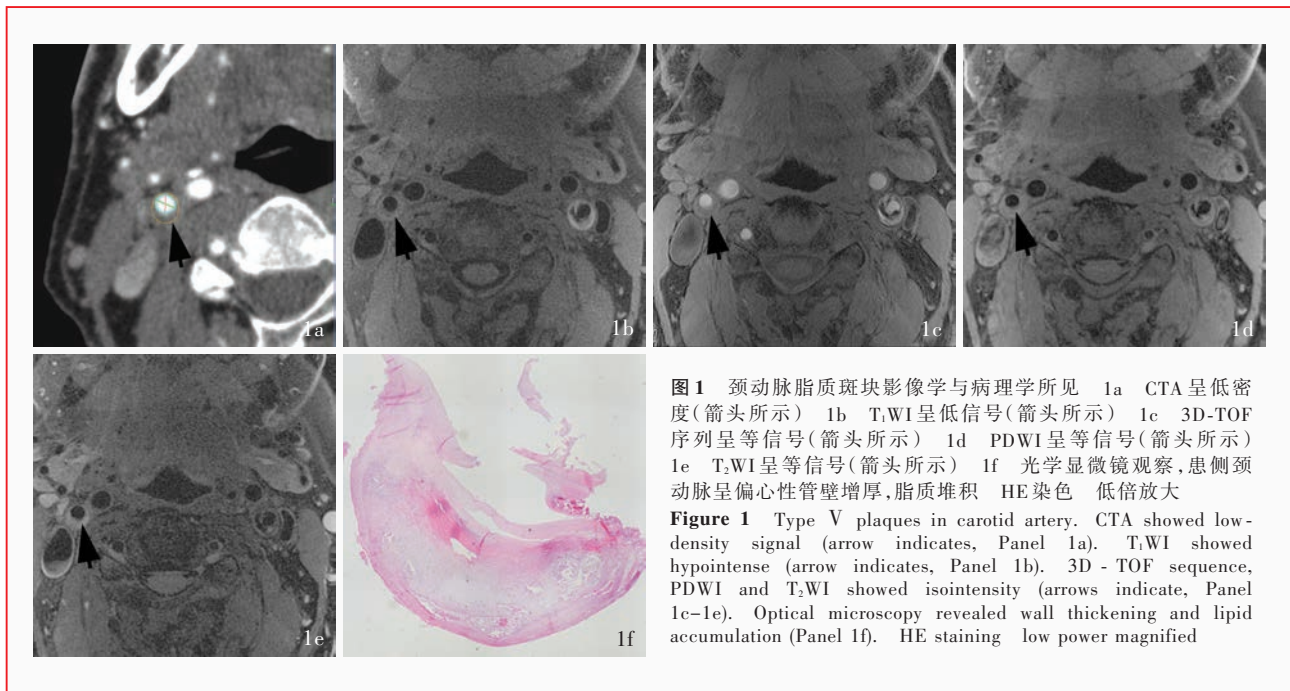 1a
1b
1c
1d
1e
1f
图1 颈动脉脂质斑块影像学与病理学所见 1a CTA呈低密
度(箭头所示) 1b T₁WI呈低信号(箭头所示) 1c 3D-TOF
序列呈等信号(箭头所示) 1d PDWI呈等信号(箭头所示)
1e T₂WI呈等信号(箭头所示) 1f 光学显微镜观察,患侧颈
动脉呈偏心性管壁增厚,脂质堆积 HE染色 低倍放大
Figure 1 Type Ⅴ plaques in carotid artery. CTA showed low-
density signal (arrow indicates, Panel 1a). T₁WI showed
hypointense (arrow indicates, Panel 1b). 3D - TOF sequence,
PDWI and T₂WI showed isointensity (arrows indicate, Panel
1c-1e). Optical microscopy revealed wall thickening and lipid
accumulation (Panel 1f). HE staining low power magnified